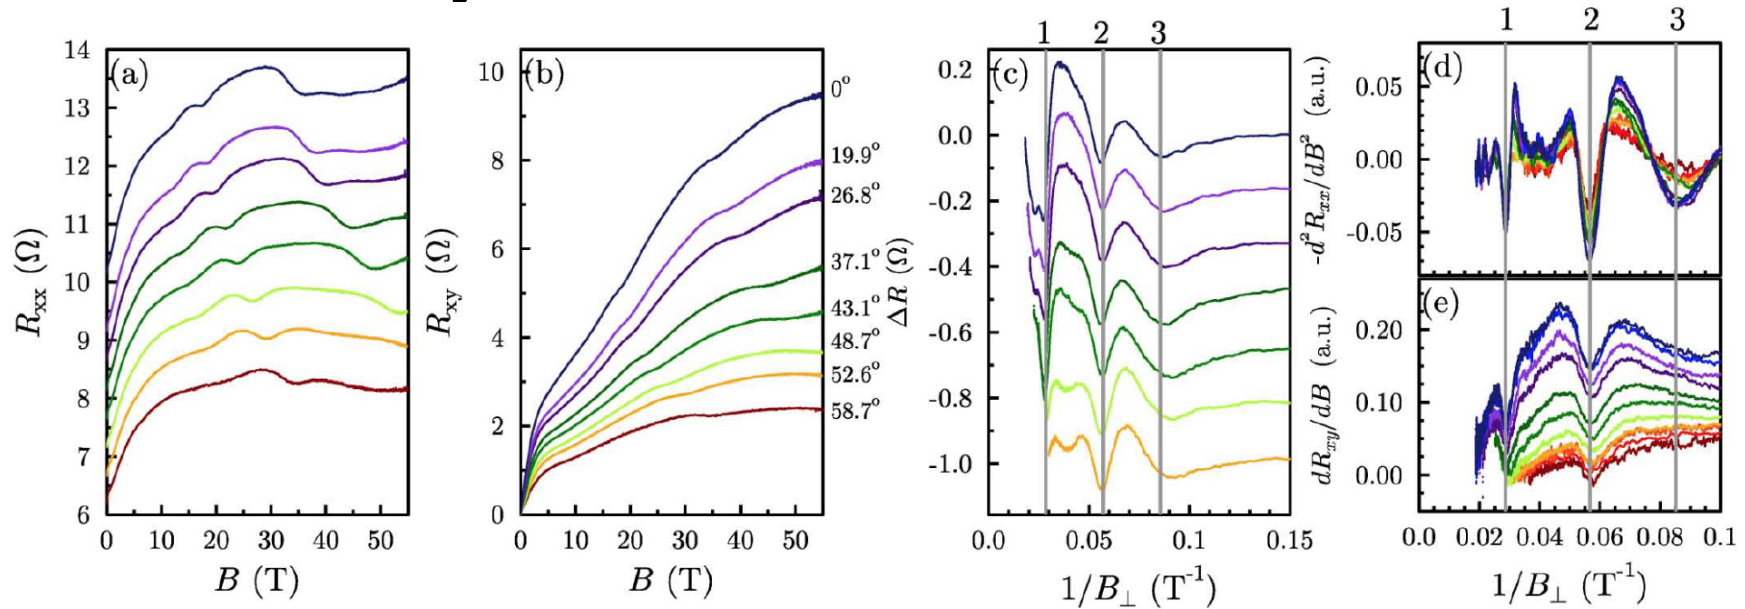 (a)
14
13
12
11
10
9
8
7
6
R_xx (Ω)
0 10 20 30 40 50
B (T)
(b)
10
8
6
4
2
0
R_xy (Ω)
0 10 20 30 40 50
B (T)
0°
19.9°
26.8°
37.1°
43.1°
48.7°
52.6°
58.7°
1 2 3
(c)
0.2
0.0
-0.2
-0.4
-0.6
-0.8
-1.0
ΔR (Ω)
0.0 0.05 0.1 0.15
1/B_⊥ (T⁻¹)
1 2 3
(d)
0.05
0.00
-0.05
-d²R_xx/dB² (a.u.)
(e)
0.20
0.10
0.00
dR_xy/dB (a.u.)
0.0 0.02 0.04 0.06 0.08 0.1
1/B_⊥ (T⁻¹)